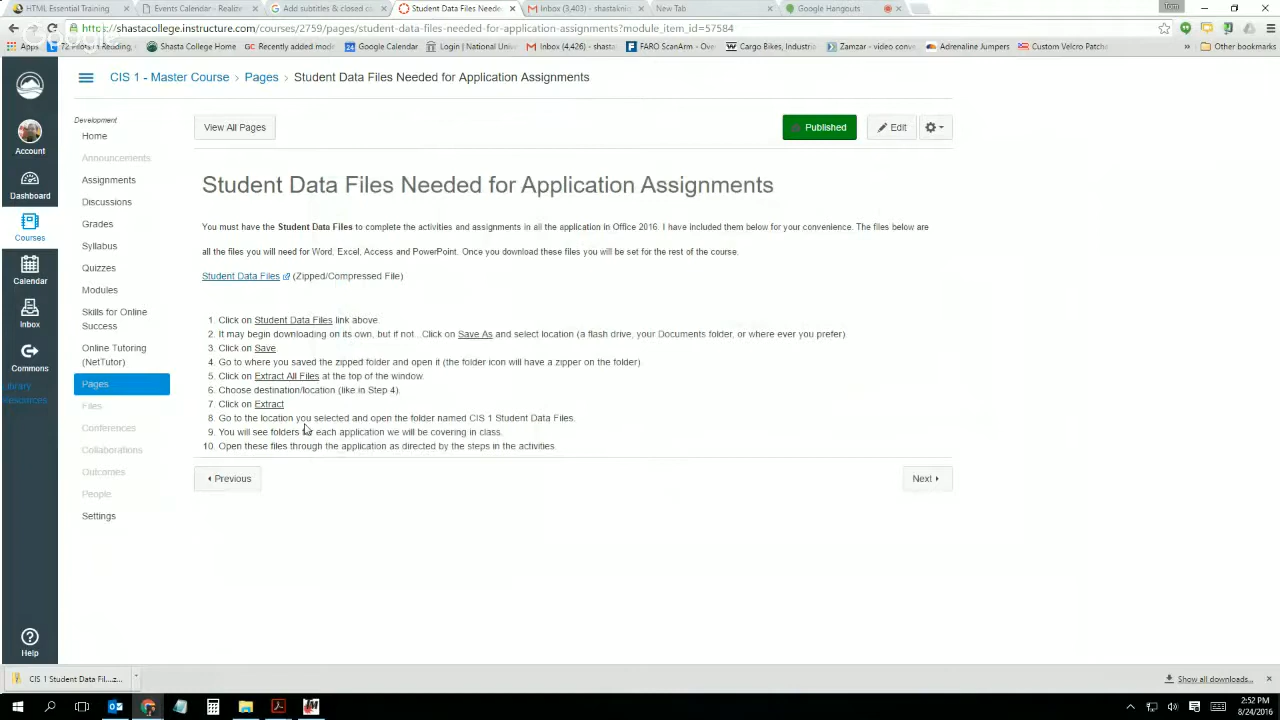 HTML Essential Training
Events Calendar - Realize
Add subtitles & closed c
Student Data Files Neede
Inbox (3,403) - shastakni
New Tab
Google Hangouts
https://shastacollege.instructure.com/courses/2759/pages/student-data-files-needed-for-application-assignments?module_item_id=57584
Apps
Shasta College Home
Recently added
Google Calendar
Login | National Univer
Inbox (4,426) - shasta
FARO ScanArm - Over
Cargo Bikes, Industria
Zamzar - video conve
Adrenaline Jumpers
Custom Velcro Patche
»
Other bookmarks
CIS 1 - Master Course › Pages › Student Data Files Needed for Application Assignments
Account
Dashboard
Courses
Calendar
Inbox
Commons
Library
Resources
Help
Development
Home
Announcements
Assignments
Discussions
Grades
Syllabus
Quizzes
Modules
Skills for Online
Success
Online Tutoring
(NetTutor)
Pages
Files
Conferences
Collaborations
Outcomes
People
Settings
View All Pages
Published
Edit
Student Data Files Needed for Application Assignments
You must have the Student Data Files to complete the activities and assignments in all the application in Office 2016. I have included them below for your convenience. The files below are
all the files you will need for Word, Excel, Access and PowerPoint. Once you download these files you will be set for the rest of the course.
Student Data Files (Zipped/Compressed File)
1. Click on Student Data Files link above.
2. It may begin downloading on its own, but if not...Click on Save As and select location (a flash drive, your Documents folder, or where ever you prefer)
3. Click on Save.
4. Go to where you saved the zipped folder and open it (the folder icon will have a zipper on the folder)
5. Click on Extract All Files at the top of the window.
6. Choose destination/location (like in Step 4).
7. Click on Extract
8. Go to the location you selected and open the folder named CIS 1 Student Data Files.
9. You will see folders for each application we will be covering in class.
10. Open these files through the application as directed by the steps in the activities.
Previous
Next
CIS 1 Student Data Fil....z...
Show all downloads...
2:52 PM
8/24/2016